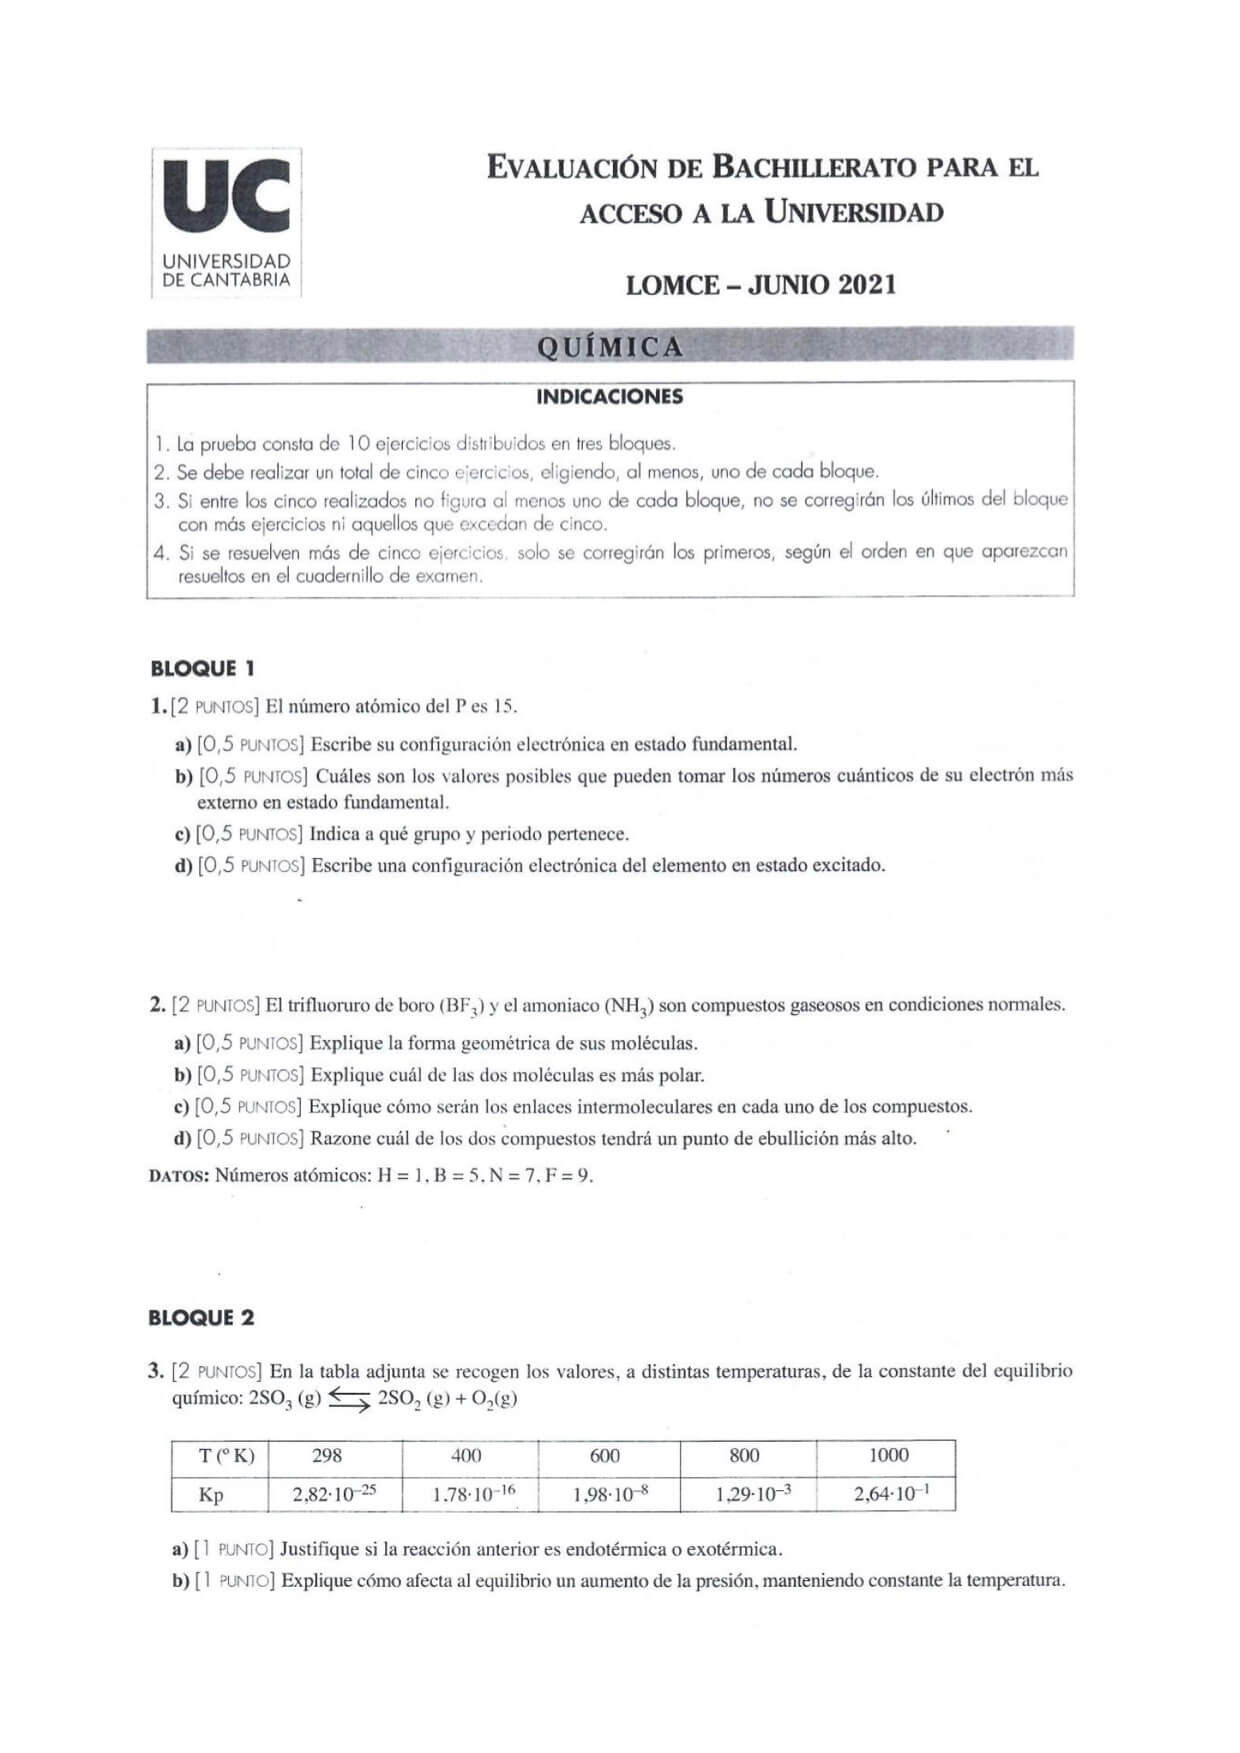 UC
UNIVERSIDAD
DE CANTABRIA
EVALUACIÓN DE BACHILLERATO PARA EL
ACCESO A LA UNIVERSIDAD
LOMCE – JUNIO 2021
QUÍMICA
INDICACIONES
1. La prueba consta de 10 ejercicios distribuidos en tres bloques.
2. Se debe realizar un total de cinco ejercicios, eligiendo, al menos, uno de cada bloque.
3. Si entre los cinco realizados no figura al menos uno de cada bloque, no se corregirán los últimos del bloque
con más ejercicios ni aquellos que excedan de cinco.
4. Si se resuelven más de cinco ejercicios, solo se corregirán los primeros, según el orden en que aparezcan
resueltos en el cuadernillo de examen.
BLOQUE 1
1. [2 PUNTOS] El número atómico del P es 15.
a) [0,5 PUNTOS] Escribe su configuración electrónica en estado fundamental.
b) [0,5 PUNTOS] Cuáles son los valores posibles que pueden tomar los números cuánticos de su electrón más
externo en estado fundamental.
c) [0,5 PUNTOS] Indica a qué grupo y periodo pertenece.
d) [0,5 PUNTOS] Escribe una configuración electrónica del elemento en estado excitado.
2. [2 PUNTOS] El trifluoruro de boro (BF₃) y el amoniaco (NH₃) son compuestos gaseosos en condiciones normales.
a) [0,5 PUNTOS] Explique la forma geométrica de sus moléculas.
b) [0,5 PUNTOS] Explique cuál de las dos moléculas es más polar.
c) [0,5 PUNTOS] Explique cómo serán los enlaces intermoleculares en cada uno de los compuestos.
d) [0,5 PUNTOS] Razone cuál de los dos compuestos tendrá un punto de ebullición más alto.
DATOS: Números atómicos: H = 1, B = 5, N = 7, F = 9.
BLOQUE 2
3. [2 PUNTOS] En la tabla adjunta se recogen los valores, a distintas temperaturas, de la constante del equilibrio
químico: 2SO₃ (g) ⇆ 2SO₂ (g) + O₂(g)
T (º K) 298 400 600 800 1000
Kp 2,82·10⁻²⁵ 1.78·10⁻¹⁶ 1,98·10⁻⁸ 1,29·10⁻³ 2,64·10⁻¹
a) [1 PUNTO] Justifique si la reacción anterior es endotérmica o exotérmica.
b) [1 PUNTO] Explique cómo afecta al equilibrio un aumento de la presión, manteniendo constante la temperatura.